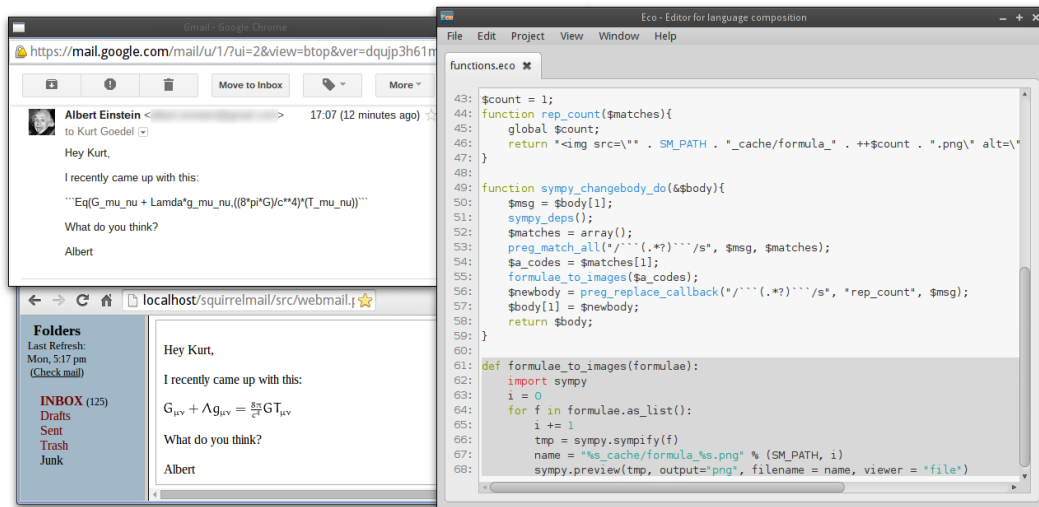 Gmail - Google Chrome
https://mail.google.com/mail/u/1/?ui=2&view=btop&ver=dqujp3h61m
Move to Inbox
More
Albert Einstein < > 17:07 (12 minutes ago)
to Kurt Goedel
Hey Kurt,
I recently came up with this:
```Eq(G_mu_nu + Lamda*g_mu_nu,((8*pi*G)/c**4)*(T_mu_nu))```
What do you think?
Albert
localhost/squirrelmail/src/webmail.p
Folders
Last Refresh:
Mon, 5:17 pm
(Check mail)
INBOX (125)
Drafts
Sent
Trash
Junk
Hey Kurt,
I recently came up with this:
Gμν + Λgμν = 8π/c⁴ GTμν
What do you think?
Albert
Eco Eco - Editor for language composition
File Edit Project View Window Help
functions.eco
43: $count = 1;
44: function rep_count($matches){
45:     global $count;
46:     return "<img src=\"" . SM_PATH . "_cache/formula_" . ++$count . ".png\" alt=\"
47: }
48:
49: function sympy_changebody_do(&$body){
50:     $msg = $body[1];
51:     sympy_deps();
52:     $matches = array();
53:     preg_match_all("/```(.*?)```/s", $msg, $matches);
54:     $a_codes = $matches[1];
55:     formulae_to_images($a_codes);
56:     $newbody = preg_replace_callback("/```(.*?)```/s", "rep_count", $msg);
57:     $body[1] = $newbody;
58:     return $body;
59: }
60:
61: def formulae_to_images(formulae):
62:     import sympy
63:     i = 0
64:     for f in formulae.as_list():
65:         i += 1
66:         tmp = sympy.sympify(f)
67:         name = "%s_cache/formula_%s.png" % (SM_PATH, i)
68:         sympy.preview(tmp, output="png", filename = name, viewer = "file")